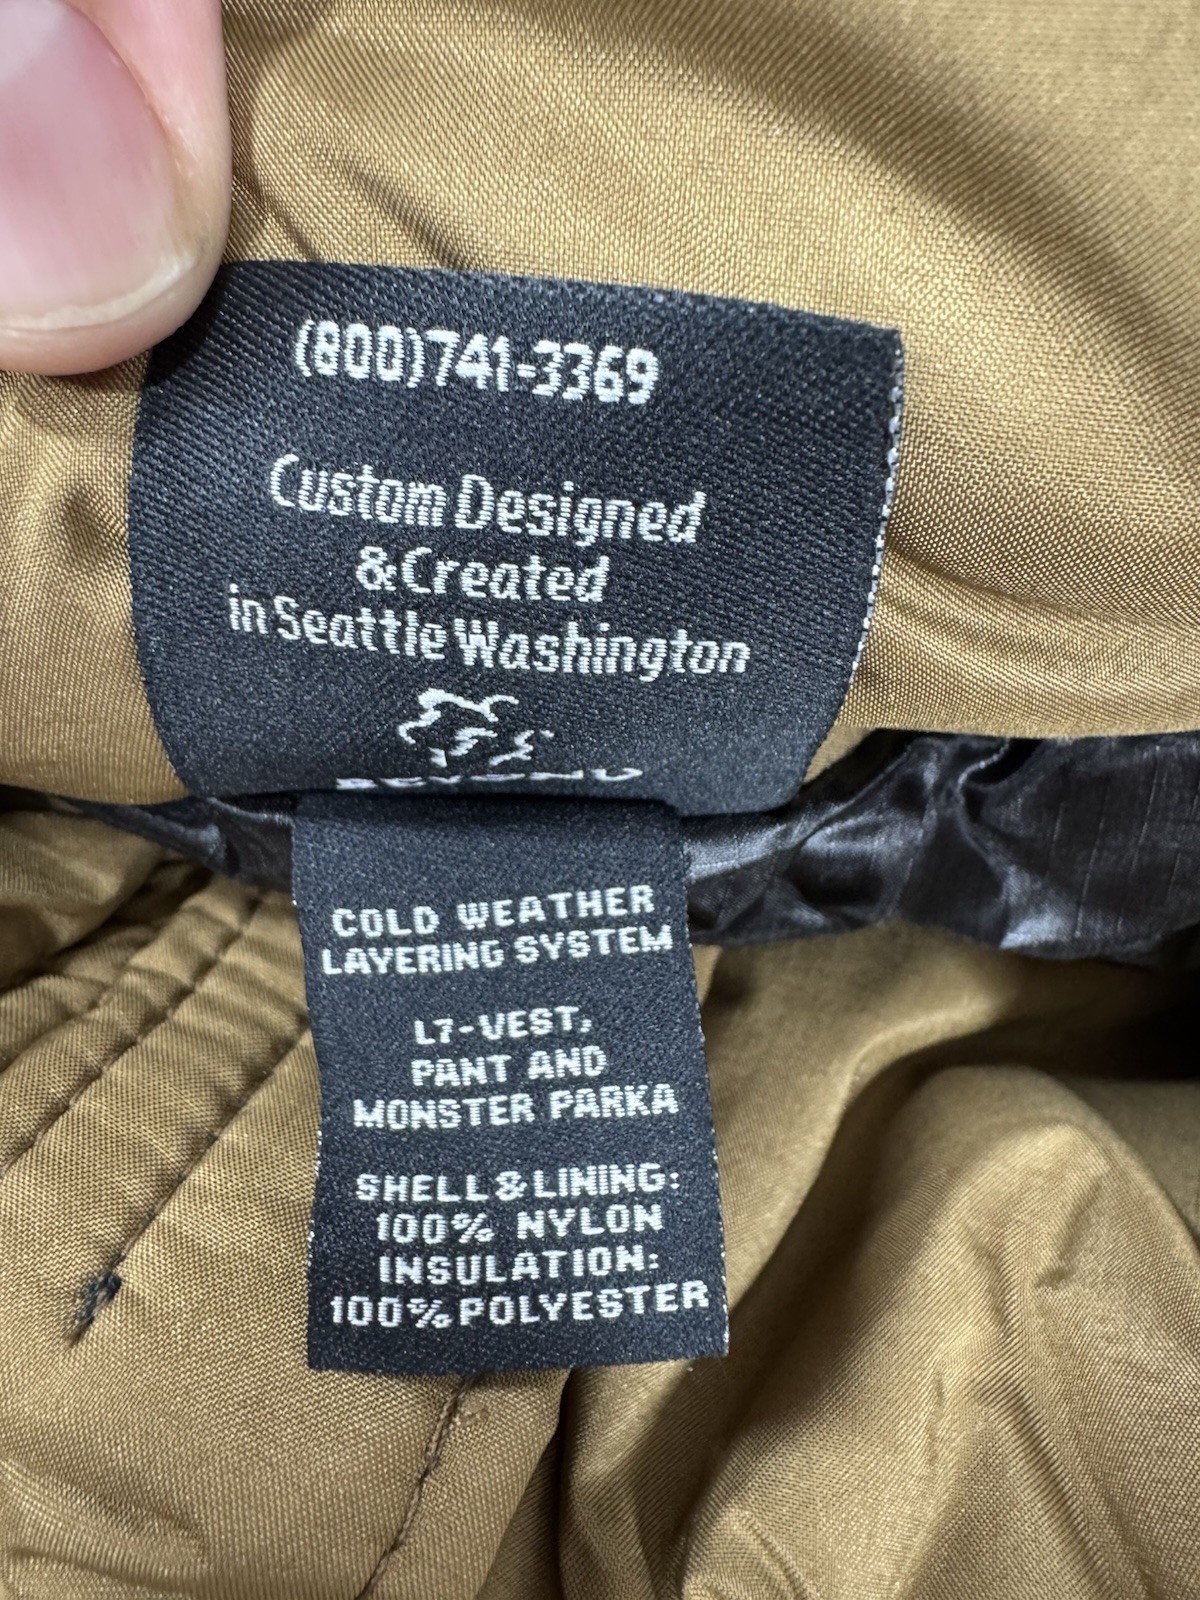 (800)741-3369
Custom Designed
& Created
in Seattle Washington
BEYOND
COLD WEATHER
LAYERING SYSTEM
L7-VEST,
PANT AND
MONSTER PARKA
SHELL & LINING:
100% NYLON
INSULATION:
100% POLYESTER